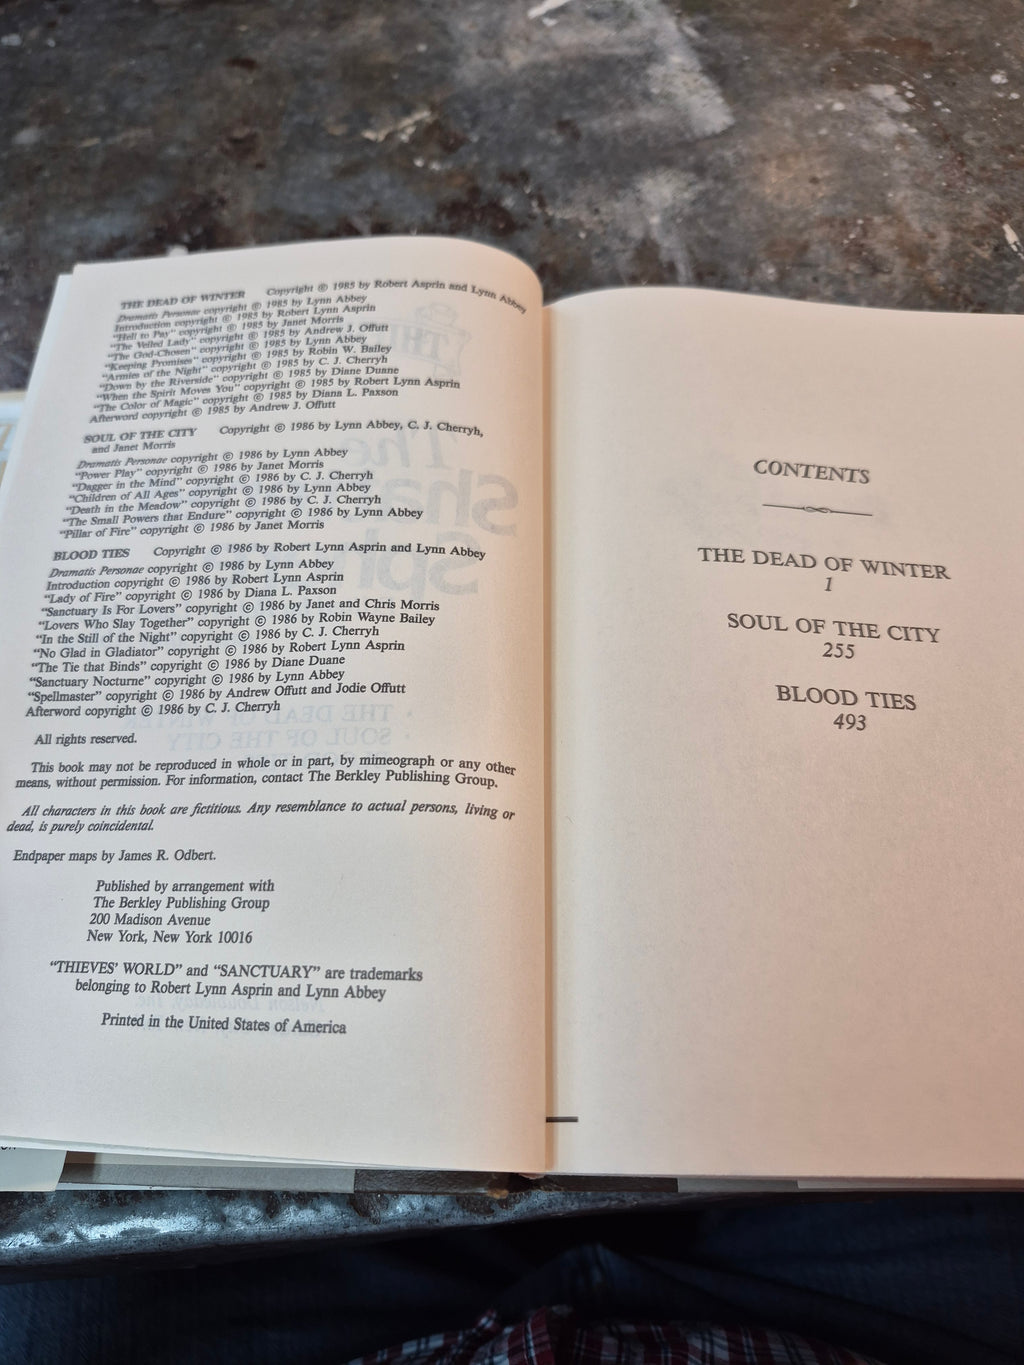 THE DEAD OF WINTER Copyright © 1985 by Robert Asprin and Lynn Abbey
Dramatis Personae copyright © 1985 by Lynn Abbey
Introduction copyright © 1985 by Robert Lynn Asprin
"Hell to Pay" copyright © 1985 by Janet Morris
"The Veiled Lady" copyright © 1985 by Andrew J. Offutt
"The God-Chosen" copyright © 1985 by Lynn Abbey
"Keeping Promises" copyright © 1985 by Robin W. Bailey
"Armies of the Night" copyright © 1985 by C. J. Cherryh
"Down by the Riverside" copyright © 1985 by Diane Duane
"When the Spirit Moves You" copyright © 1985 by Robert Lynn Asprin
"The Color of Magic" copyright © 1985 by Diana L. Paxson
Afterword copyright © 1985 by Andrew J. Offutt
SOUL OF THE CITY Copyright © 1986 by Lynn Abbey, C. J. Cherryh,
and Janet Morris
Dramatis Personae copyright © 1986 by Lynn Abbey
"Power Play" copyright © 1986 by Janet Morris
"Dagger in the Mind" copyright © 1986 by C. J. Cherryh
"Children of All Ages" copyright © 1986 by Lynn Abbey
"Death in the Meadow" copyright © 1986 by C. J. Cherryh
"The Small Powers that Endure" copyright © 1986 by Lynn Abbey
"Pillar of Fire" copyright © 1986 by Janet Morris
BLOOD TIES Copyright © 1986 by Robert Lynn Asprin and Lynn Abbey
Dramatis Personae copyright © 1986 by Lynn Abbey
Introduction copyright © 1986 by Robert Lynn Asprin
"Lady of Fire" copyright © 1986 by Diana L. Paxson
"Sanctuary Is For Lovers" copyright © 1986 by Janet and Chris Morris
"Lovers Who Slay Together" copyright © 1986 by Robin Wayne Bailey
"In the Still of the Night" copyright © 1986 by C. J. Cherryh
"No Glad in Gladiator" copyright © 1986 by Robert Lynn Asprin
"The Tie that Binds" copyright © 1986 by Diane Duane
"Sanctuary Nocturne" copyright © 1986 by Lynn Abbey
"Spellmaster" copyright © 1986 by Andrew Offutt and Jodie Offutt
Afterword copyright © 1986 by C. J. Cherryh
All rights reserved.
This book may not be reproduced in whole or in part, by mimeograph or any other
means, without permission. For information, contact The Berkley Publishing Group.
All characters in this book are fictitious. Any resemblance to actual persons, living or
dead, is purely coincidental.
Endpaper maps by James R. Odbert.
Published by arrangement with
The Berkley Publishing Group
200 Madison Avenue
New York, New York 10016
"THIEVES' WORLD" and "SANCTUARY" are trademarks
belonging to Robert Lynn Asprin and Lynn Abbey
Printed in the United States of America
CONTENTS
THE DEAD OF WINTER
1
SOUL OF THE CITY
255
BLOOD TIES
493